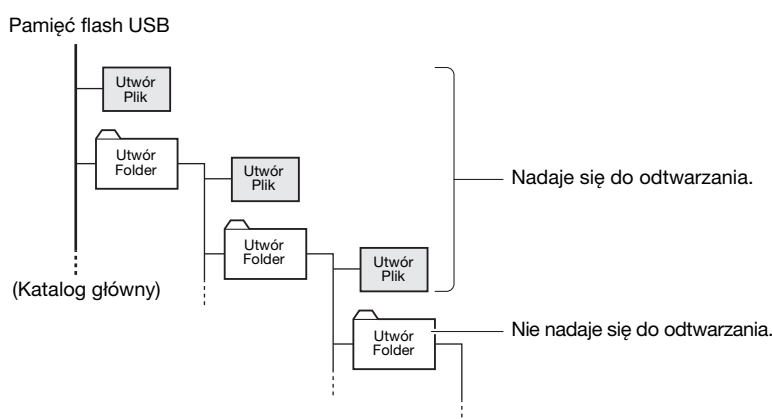 Pamięć flash USB
Utwór
Plik
Utwór
Folder
Utwór
Plik
Nadaje się do odtwarzania.
Utwór
Folder
Utwór
Plik
(Katalog główny)
Utwór
Folder
Nie nadaje się do odtwarzania.